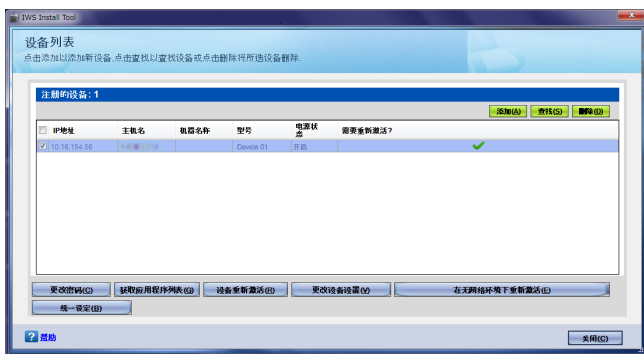 IWS Install Tool
设备列表
点击添加以添加新设备,点击查找以查找设备或点击删除将所选设备删除.
注册的设备: 1
添加(A) 查找(S) 删除(D)
IP地址 主机名 机器名称 型号 电源状态 需要重新激活?
10.16.154.56 Device 01 开启
更改密码(C) 获取应用程序列表(G) 设备重新激活(R) 更改设备设置(V) 在无网络环境下重新激活(E)
统一设定(B)
? 帮助 关闭(C)